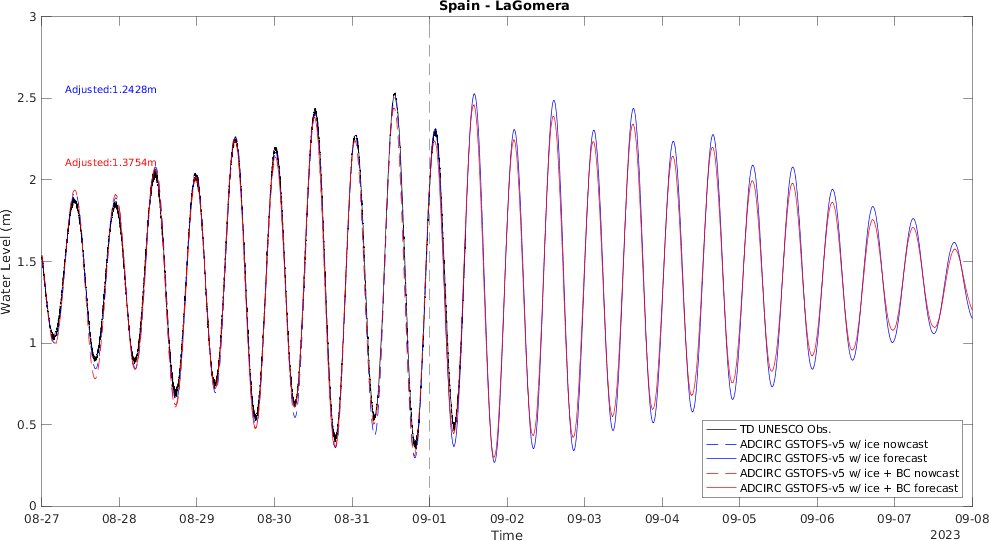 Spain - LaGomera
3
2.5
2
1.5
1
0.5
0
Water Level (m)
Adjusted:1.2428m
Adjusted:1.3754m
TD UNESCO Obs.
ADCIRC GSTOFS-v5 w/ ice nowcast
ADCIRC GSTOFS-v5 w/ ice forecast
ADCIRC GSTOFS-v5 w/ ice + BC nowcast
ADCIRC GSTOFS-v5 w/ ice + BC forecast
08-27 08-28 08-29 08-30 08-31 09-01 09-02 09-03 09-04 09-05 09-06 09-07 09-08
Time
2023